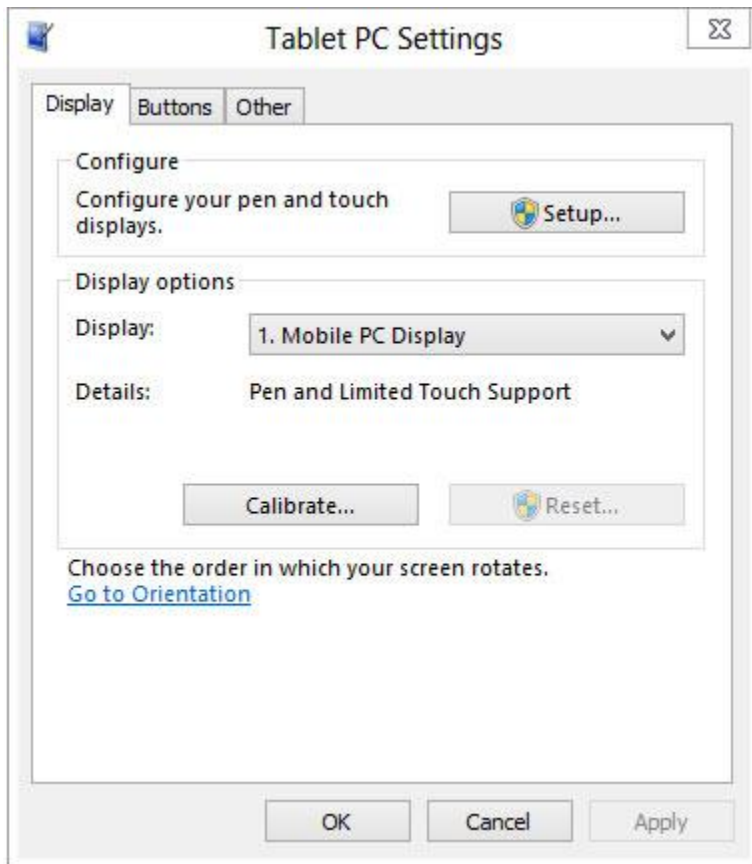 Tablet PC Settings
Display Buttons Other
Configure
Configure your pen and touch
displays.
Setup...
Display options
Display:
1. Mobile PC Display
Details:
Pen and Limited Touch Support
Calibrate...
Reset...
Choose the order in which your screen rotates.
Go to Orientation
OK Cancel Apply